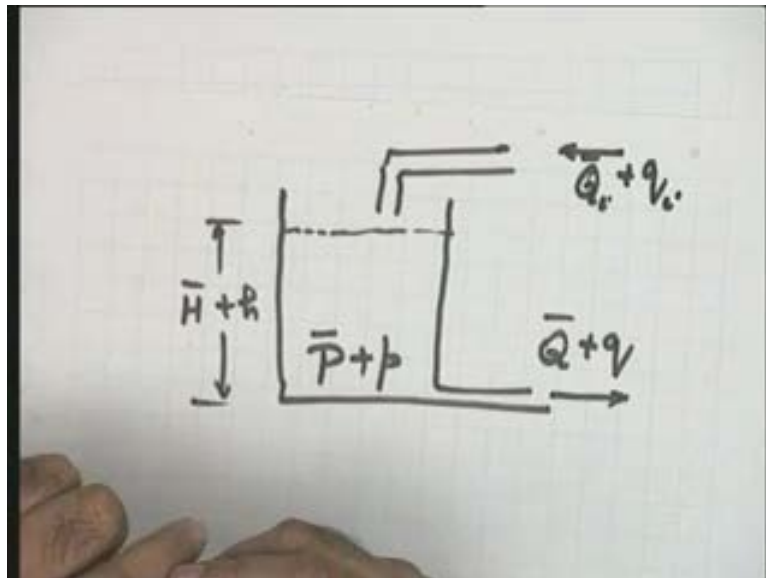 Q̄ᵢ + qᵢ
H̄ + h
P̄ + p
Q̄ + q